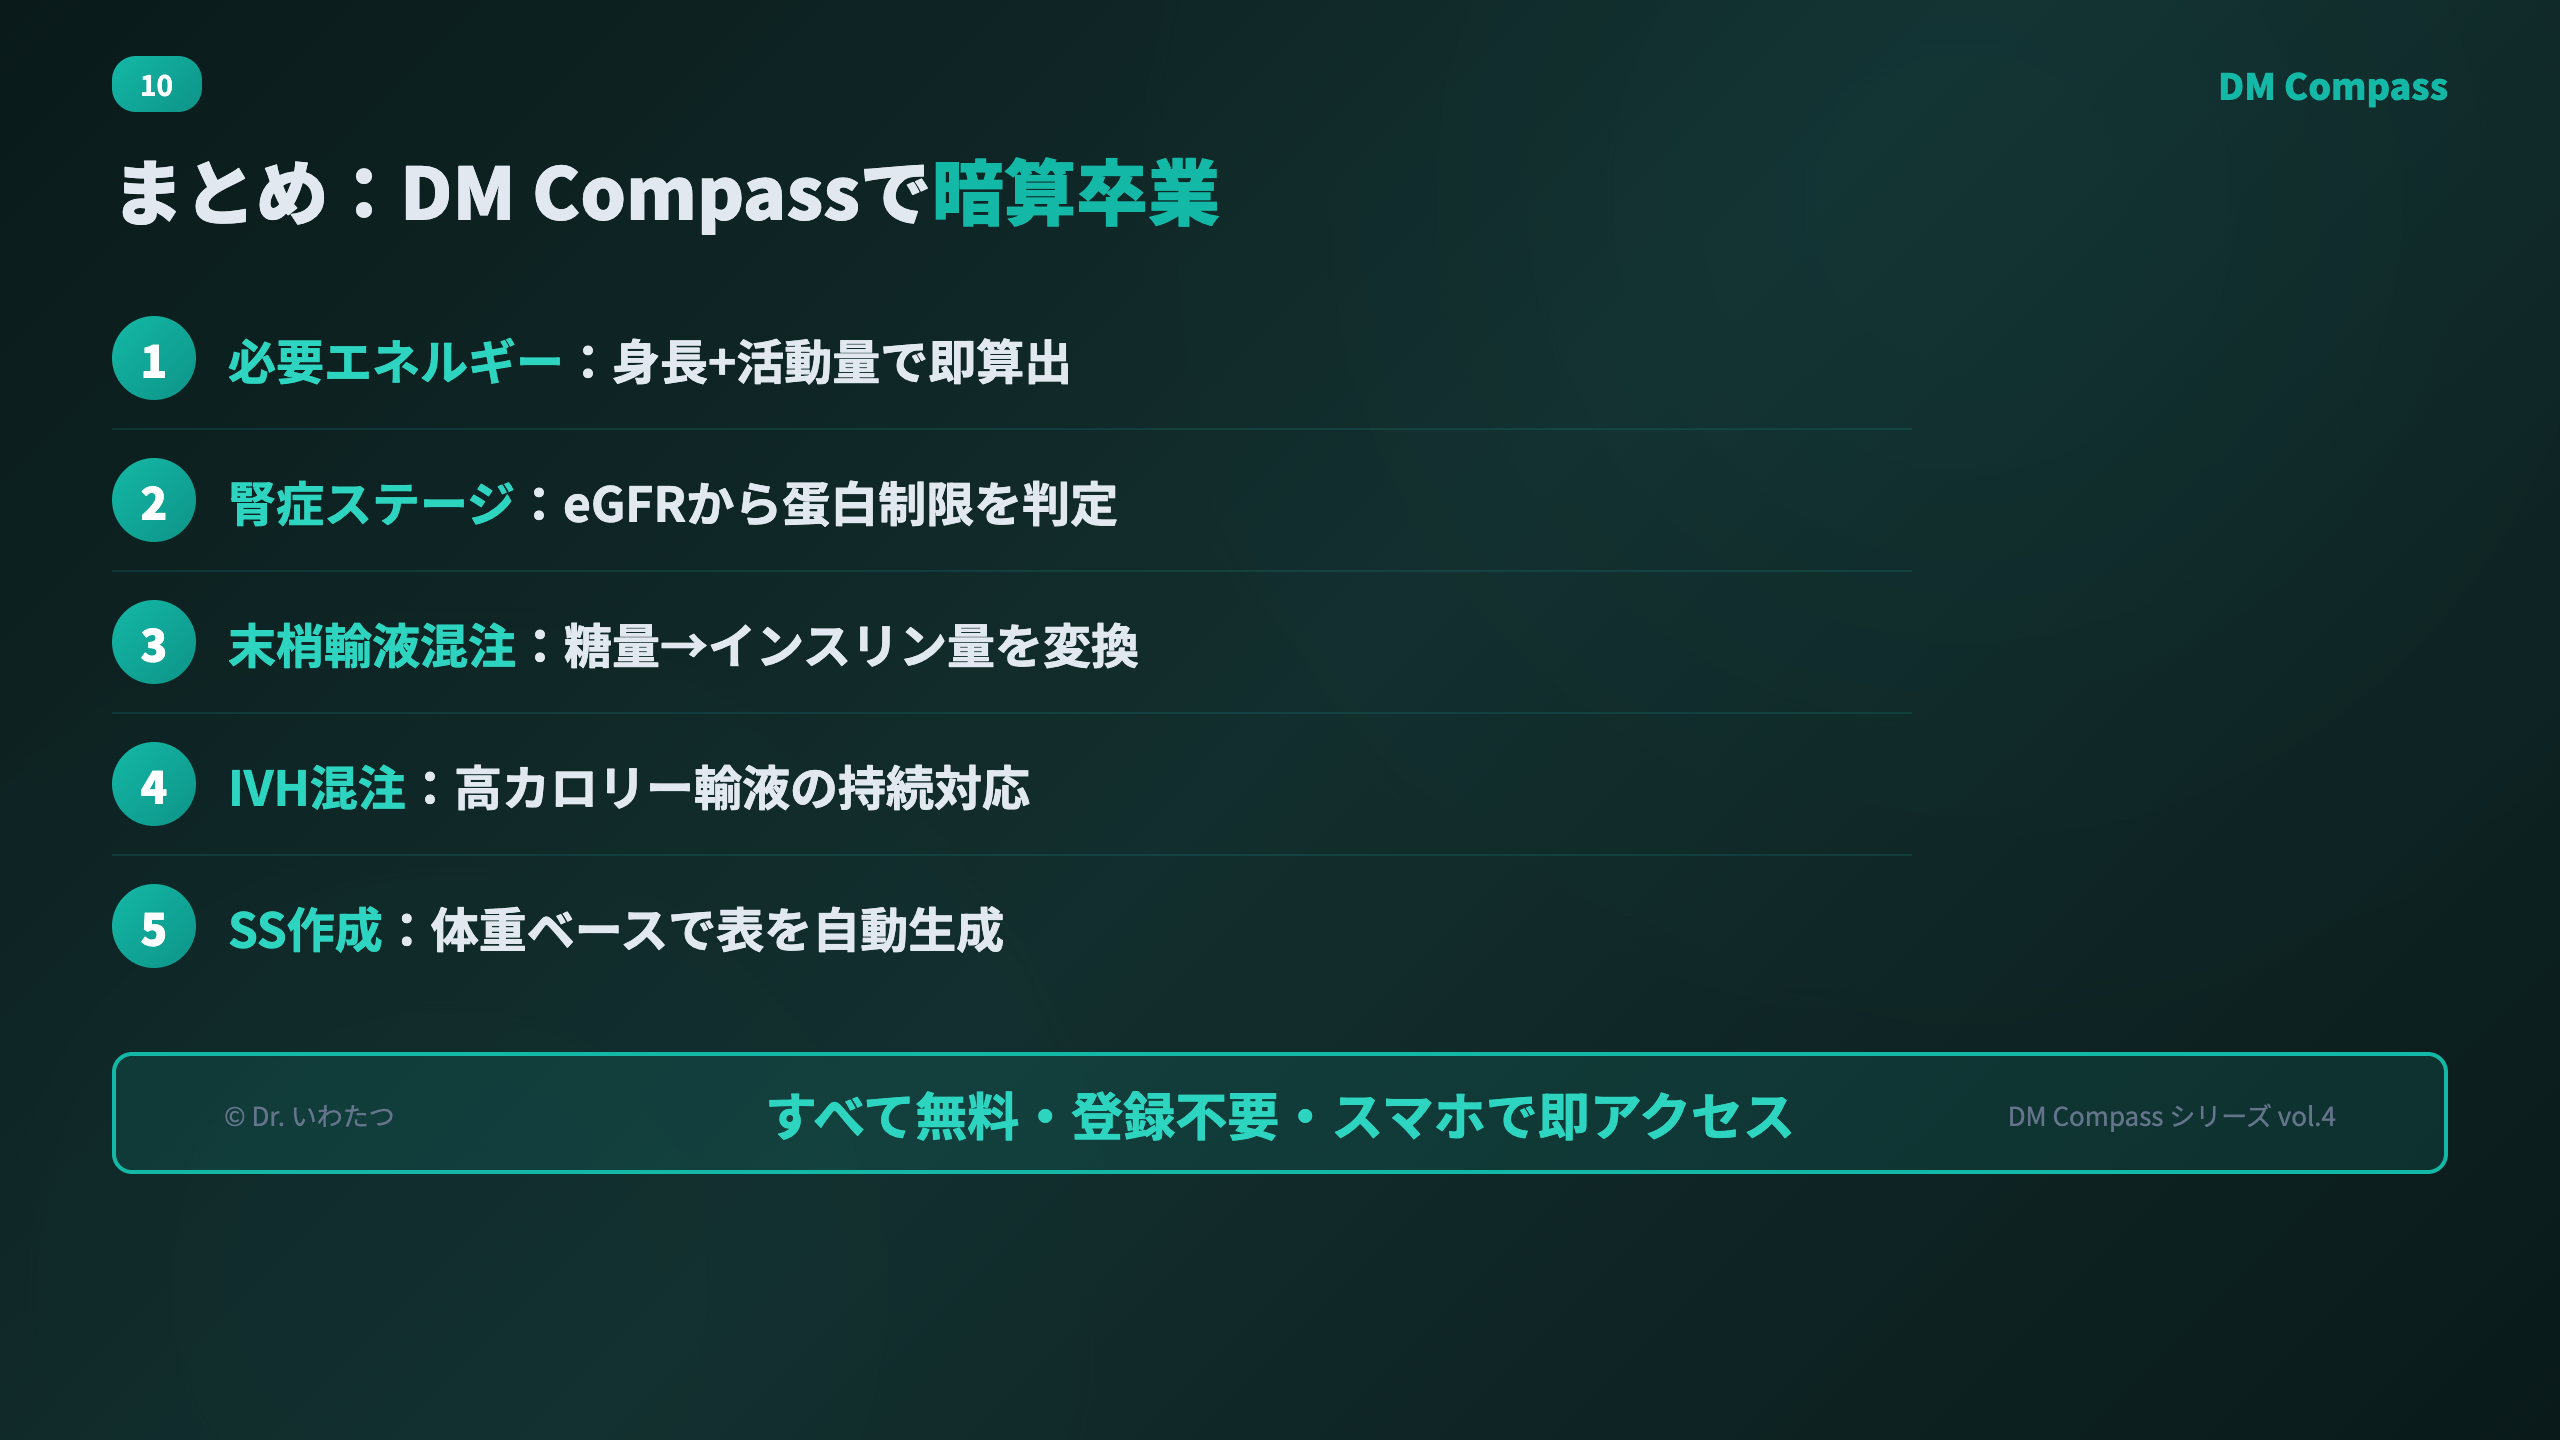 10
DM Compass
まとめ：DM Compassで暗算卒業
1 必要エネルギー：身長+活動量で即算出
2 腎症ステージ：eGFRから蛋白制限を判定
3 末梢輸液混注：糖量→インスリン量を変換
4 IVH混注：高カロリー輸液の持続対応
5 SS作成：体重ベースで表を自動生成
© Dr. いわたつ
すべて無料・登録不要・スマホで即アクセス
DM Compass シリーズ vol.4